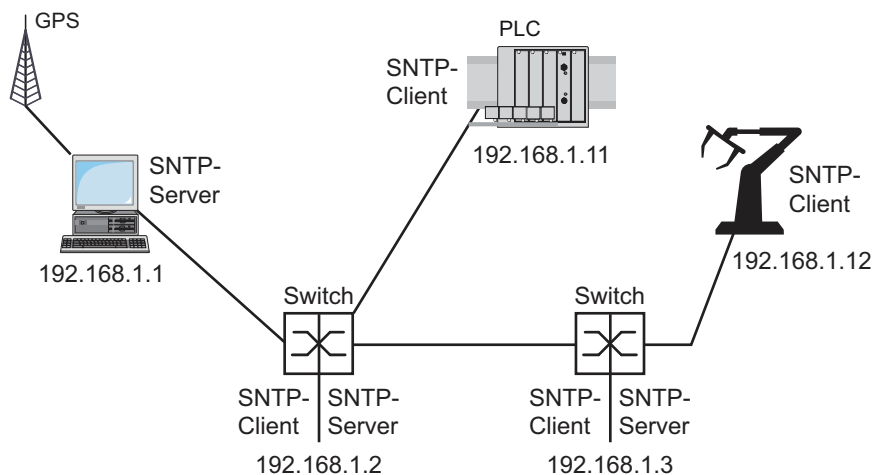 GPS
PLC
SNTP-
Client
192.168.1.11
SNTP-
Server
192.168.1.1
SNTP-
Client
192.168.1.12
Switch
SNTP-
Client
SNTP-
Server
192.168.1.2
Switch
SNTP-
Client
SNTP-
Server
192.168.1.3